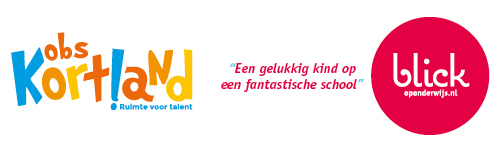 obs
Kortland
Ruimte voor talent
“Een gelukkig kind op
een fantastische school”
blick
oponderwijs.nl